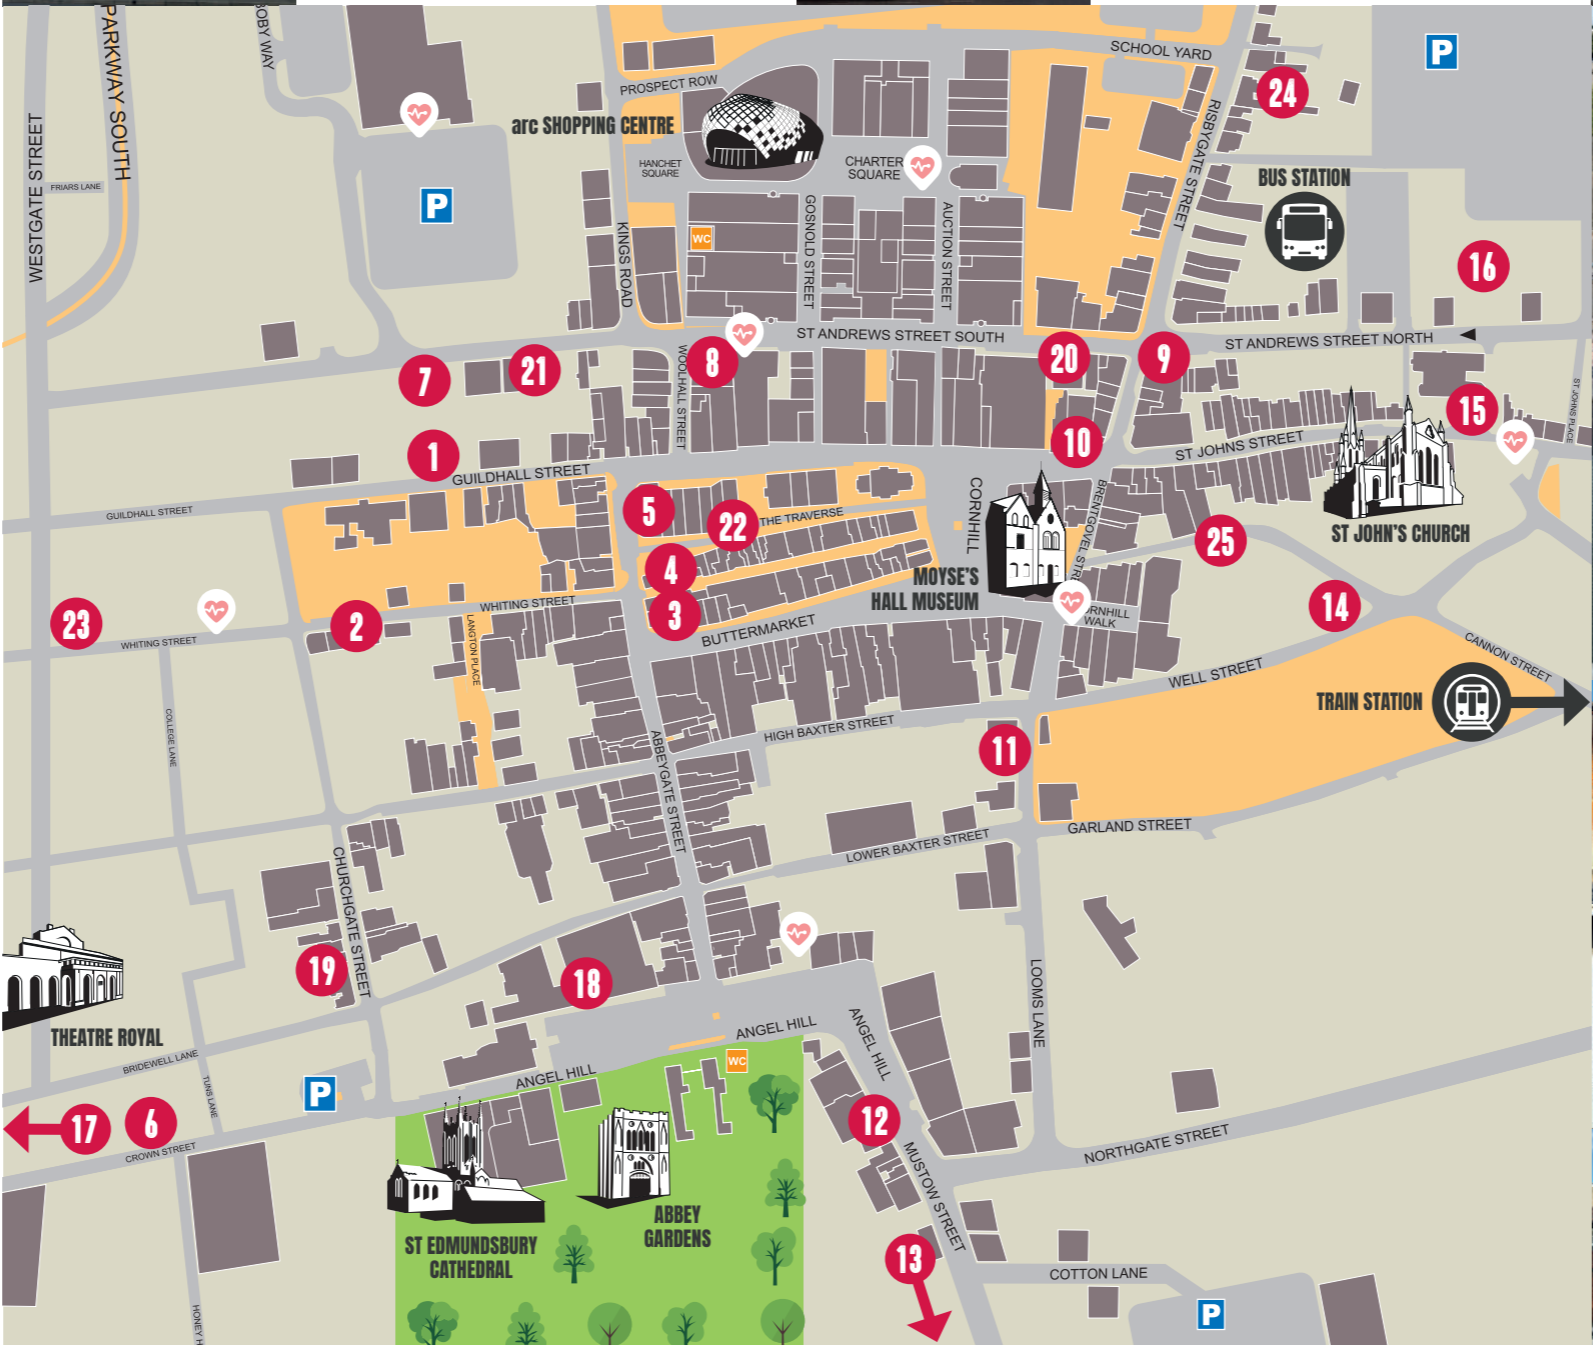 PARKWAY SOUTH
OBY WAY
SCHOOL YARD
P
PROSPECT ROW
24
arc SHOPPING CENTRE
WESTGATE STREET
RISBYGATE STREET
HANCHET
SQUARE
CHARTER
SQUARE
FRIARS LANE
BUS STATION
P
WC
KINGS ROAD
GOSNOLD STREET
AUCTION STREET
16
ST ANDREWS STREET SOUTH
ST ANDREWS STREET NORTH
7
21
WOOLHALL STREET
8
20
9
ST JOHNS PLACE
15
1
10
ST JOHNS STREET
GUILDHALL STREET
GUILDHALL STREET
5
22
THE TRAVERSE
CORNHILL
BRENTGOVEL STR
25
ST JOHN'S CHURCH
4
MOYSE'S
HALL MUSEUM
23
2
WHITING STREET
3
BUTTERMARKET
ORNHILL
WALK
14
WHITING STREET
LANGTON PLACE
CANNON STREET
WELL STREET
TRAIN STATION
COLLEGE LANE
HIGH BAXTER STREET
ABBEYGATE STREET
11
GARLAND STREET
LOWER BAXTER STREET
CHURCHGATE STREET
19
18
LOOMS LANE
THEATRE ROYAL
ANGEL HILL
ANGEL HILL
BRIDEWELL LANE
WC
ANGEL HILL
TUNS LANE
P
17
6
12
CROWN STREET
NORTHGATE STREET
MUSTOW STREET
ABBEY
GARDENS
ST EDMUNDSBURY
CATHEDRAL
13
COTTON LANE
HONEY H
P